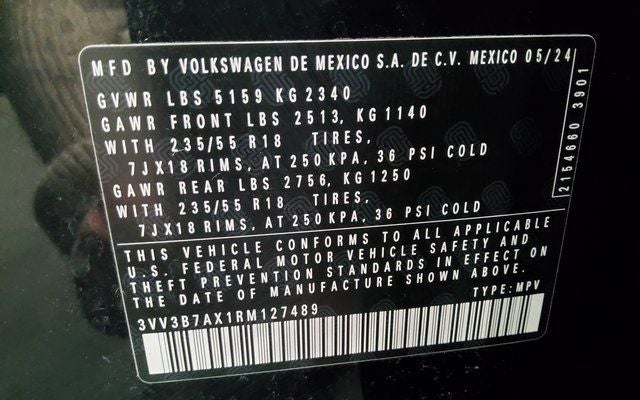 MFD BY VOLKSWAGEN DE MEXICO S.A. DE C.V. MEXICO 05/24
GVWR LBS 5159 KG 2340
GAWR FRONT LBS 2513, KG 1140
WITH 235/55 R18 TIRES,
7JX18 RIMS, AT 250 KPA, 36 PSI COLD
GAWR REAR LBS 2756, KG 1250
WITH 235/55 R18 TIRES,
7JX18 RIMS, AT 250 KPA, 36 PSI COLD
2154660 3901
THIS VEHICLE CONFORMS TO ALL APPLICABLE
U.S. FEDERAL MOTOR VEHICLE SAFETY AND
THEFT PREVENTION STANDARDS IN EFFECT ON
THE DATE OF MANUFACTURE SHOWN ABOVE.
3VV3B7AX1RM127489 TYPE: MPV